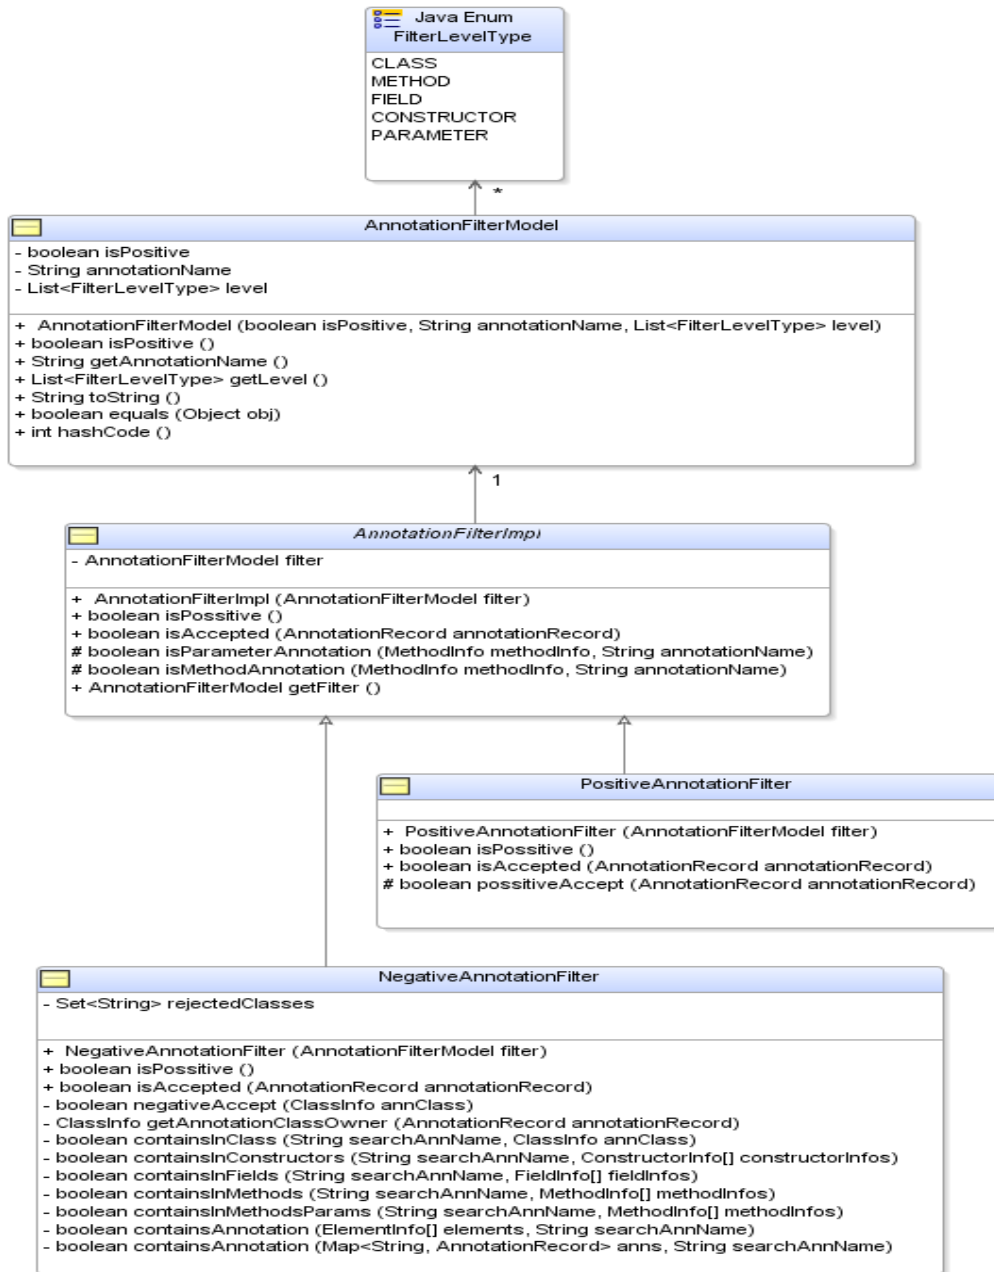 Java Enum
FilterLevelType
CLASS
METHOD
FIELD
CONSTRUCTOR
PARAMETER
*
AnnotationFilterModel
- boolean isPositive
- String annotationName
- List<FilterLevelType> level
+ AnnotationFilterModel (boolean isPositive, String annotationName, List<FilterLevelType> level)
+ boolean isPositive ()
+ String getAnnotationName ()
+ List<FilterLevelType> getLevel ()
+ String toString ()
+ boolean equals (Object obj)
+ int hashCode ()
1
AnnotationFilterImpl
- AnnotationFilterModel filter
+ AnnotationFilterImpl (AnnotationFilterModel filter)
+ boolean isPossitive ()
+ boolean isAccepted (AnnotationRecord annotationRecord)
# boolean isParameterAnnotation (MethodInfo methodInfo, String annotationName)
# boolean isMethodAnnotation (MethodInfo methodInfo, String annotationName)
+ AnnotationFilterModel getFilter ()
PositiveAnnotationFilter
+ PositiveAnnotationFilter (AnnotationFilterModel filter)
+ boolean isPossitive ()
+ boolean isAccepted (AnnotationRecord annotationRecord)
# boolean possitiveAccept (AnnotationRecord annotationRecord)
NegativeAnnotationFilter
- Set<String> rejectedClasses
+ NegativeAnnotationFilter (AnnotationFilterModel filter)
+ boolean isPossitive ()
+ boolean isAccepted (AnnotationRecord annotationRecord)
- boolean negativeAccept (ClassInfo annClass)
- ClassInfo getAnnotationClassOwner (AnnotationRecord annotationRecord)
- boolean containsInClass (String searchAnnName, ClassInfo annClass)
- boolean containsInConstructors (String searchAnnName, ConstructorInfo[] constructorInfos)
- boolean containsInFields (String searchAnnName, FieldInfo[] fieldInfos)
- boolean containsInMethods (String searchAnnName, MethodInfo[] methodInfos)
- boolean containsInMethodsParams (String searchAnnName, MethodInfo[] methodInfos)
- boolean containsAnnotation (ElementInfo[] elements, String searchAnnName)
- boolean containsAnnotation (Map<String, AnnotationRecord> anns, String searchAnnName)